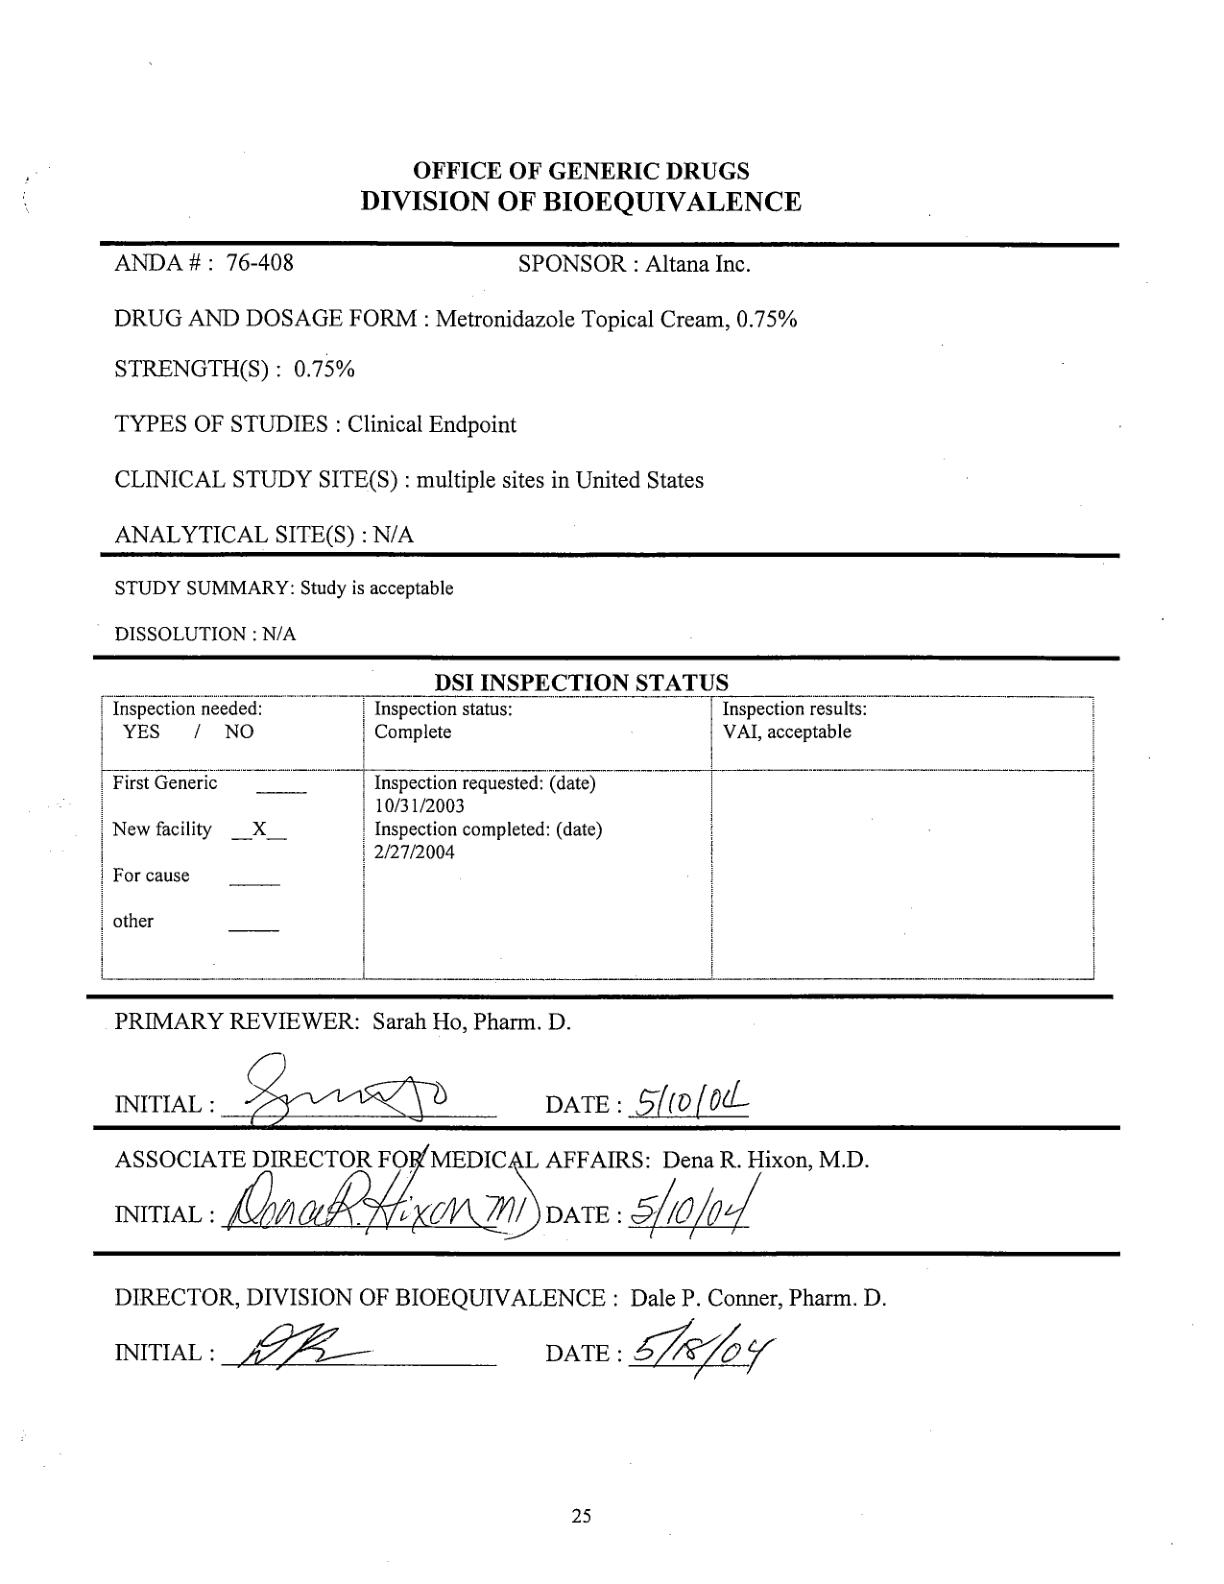 OFFICE OF GENERIC DRUGS
DIVISION OF BIOEQUIVALENCE
ANDA # : 76-408 SPONSOR : Altana Inc.
DRUG AND DOSAGE FORM : Metronidazole Topical Cream, 0.75%
STRENGTH(S) : 0.75%
TYPES OF STUDIES : Clinical Endpoint
CLINICAL STUDY SITE(S) : multiple sites in United States
ANALYTICAL SITE(S) : N/A
STUDY SUMMARY: Study is acceptable
DISSOLUTION : N/A
DSI INSPECTION STATUS
Inspection needed:
YES / NO
Inspection status:
Complete
Inspection results:
VAI, acceptable
First Generic _____
New facility __X__
For cause _____
other _____
Inspection requested: (date)
10/31/2003
Inspection completed: (date)
2/27/2004
PRIMARY REVIEWER: Sarah Ho, Pharm. D.
INITIAL : DATE : 5/10/04
ASSOCIATE DIRECTOR FOR MEDICAL AFFAIRS: Dena R. Hixon, M.D.
INITIAL : Dena R. Hixon MD DATE : 5/10/04
DIRECTOR, DIVISION OF BIOEQUIVALENCE : Dale P. Conner, Pharm. D.
INITIAL : DATE : 5/18/04
25